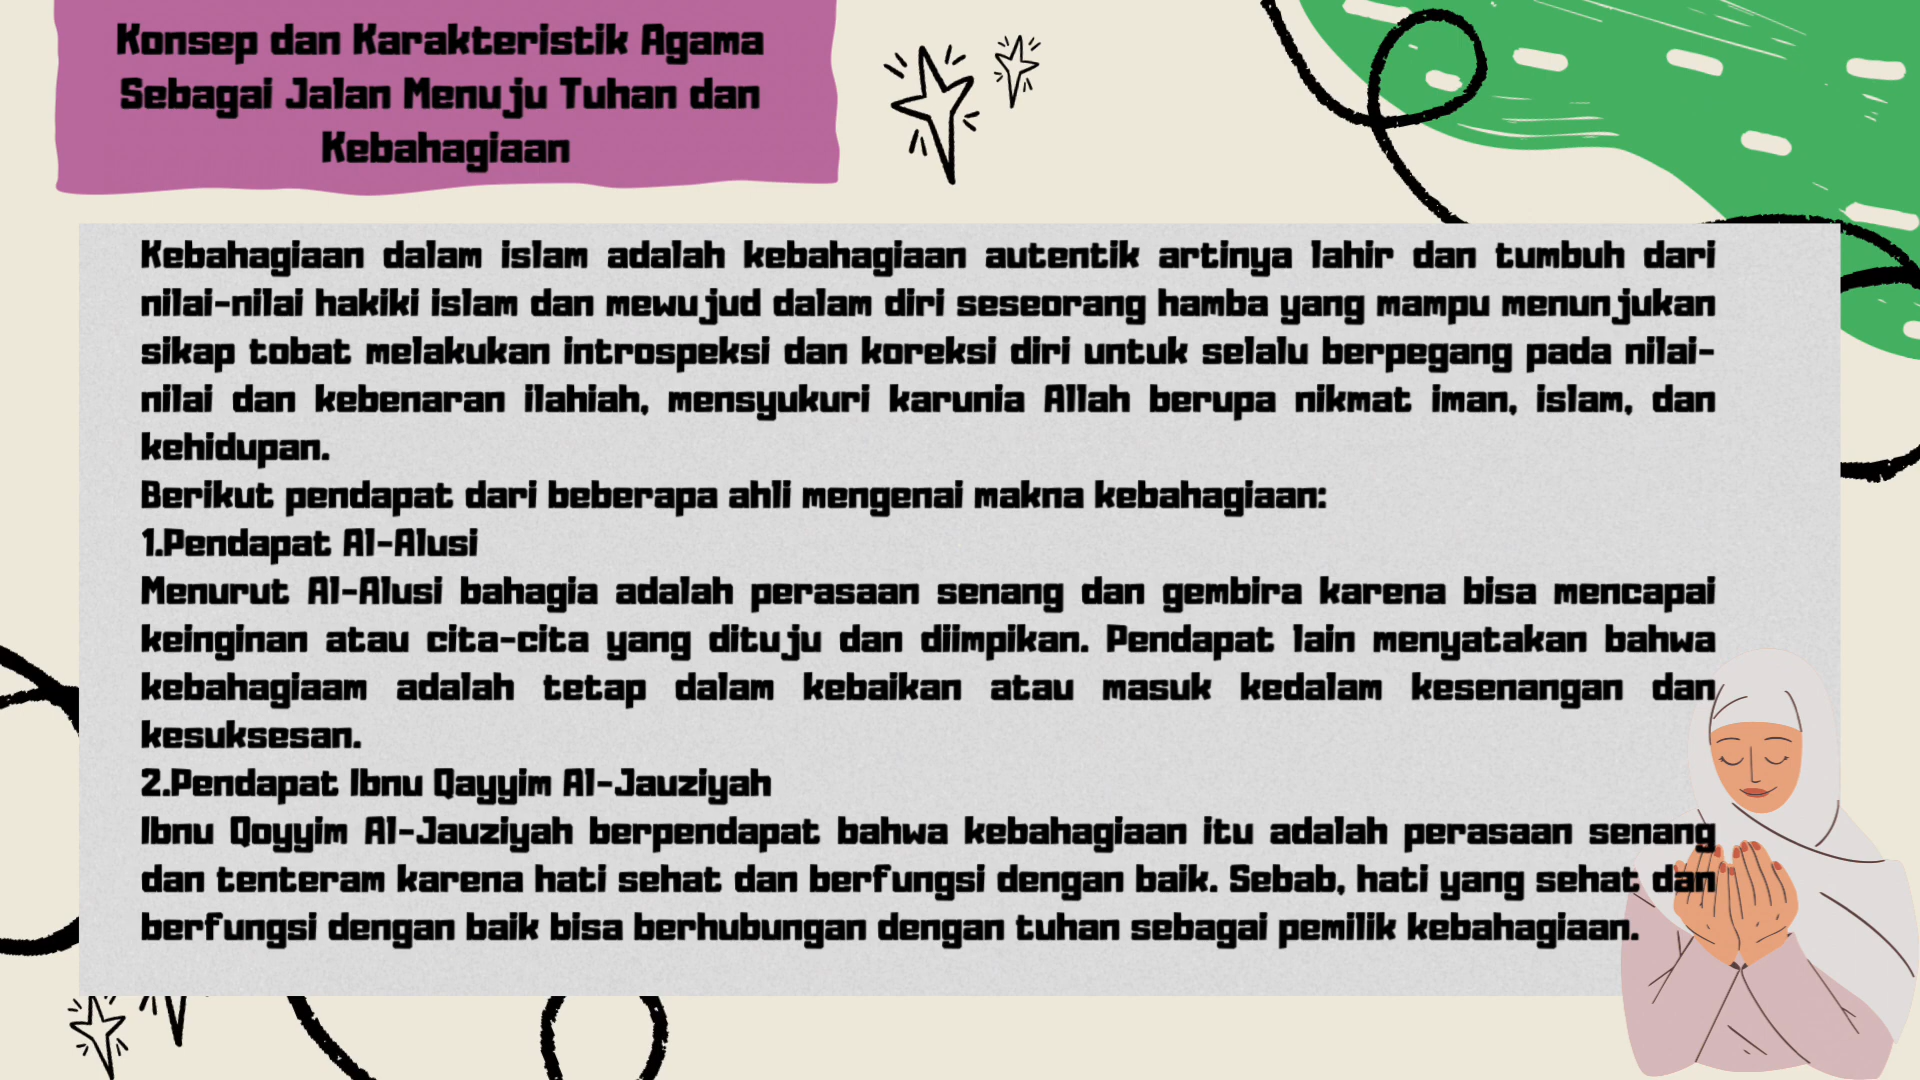 Konsep dan Karakteristik Agama
Sebagai Jalan Menuju Tuhan dan
Kebahagiaan
Kebahagiaan dalam islam adalah kebahagiaan autentik artinya lahir dan tumbuh dari
nilai-nilai hakiki islam dan mewujud dalam diri seseorang hamba yang mampu menunjukan
sikap tobat melakukan introspeksi dan koreksi diri untuk selalu berpegang pada nilai-
nilai dan kebenaran ilahiah, mensyukuri karunia Allah berupa nikmat iman, islam, dan
kehidupan.
Berikut pendapat dari beberapa ahli mengenai makna kebahagiaan:
1.Pendapat Al-Alusi
Menurut Al-Alusi bahagia adalah perasaan senang dan gembira karena bisa mencapai
keinginan atau cita-cita yang dituju dan diimpikan. Pendapat lain menyatakan bahwa
kebahagiaam adalah tetap dalam kebaikan atau masuk kedalam kesenangan dan
kesuksesan.
2.Pendapat Ibnu Qayyim Al-Jauziyah
Ibnu Qoyyim Al-Jauziyah berpendapat bahwa kebahagiaan itu adalah perasaan senang
dan tenteram karena hati sehat dan berfungsi dengan baik. Sebab, hati yang sehat dan
berfungsi dengan baik bisa berhubungan dengan tuhan sebagai pemilik kebahagiaan.